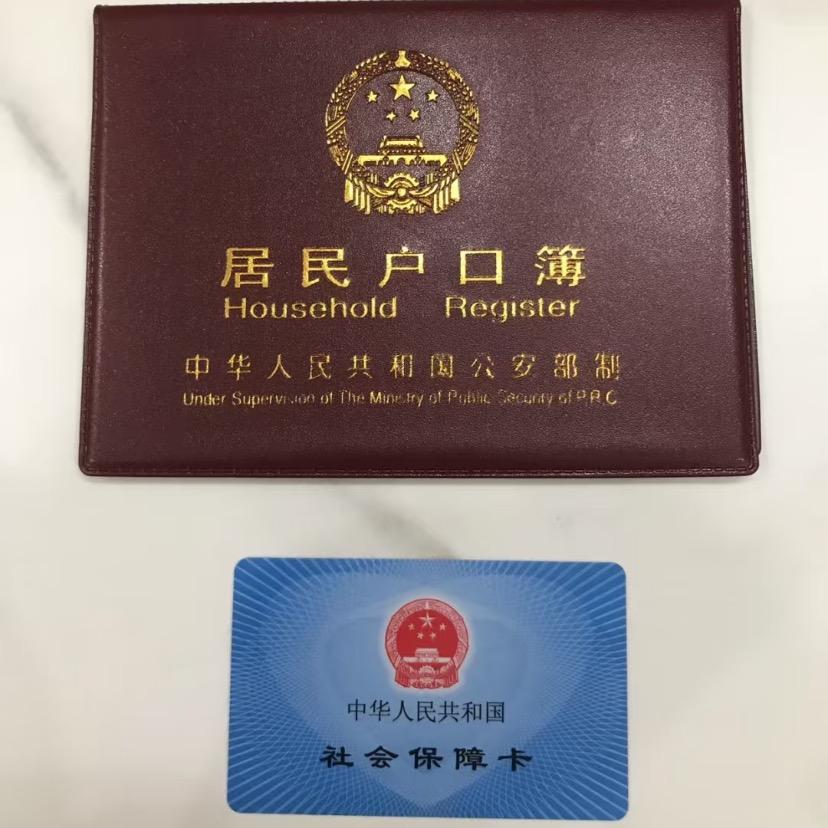 居民户口簿
Household Register
中华人民共和国公安部制
Under Supervision of The Ministry of Public Security of P.R.C
中华人民共和国
社会保障卡